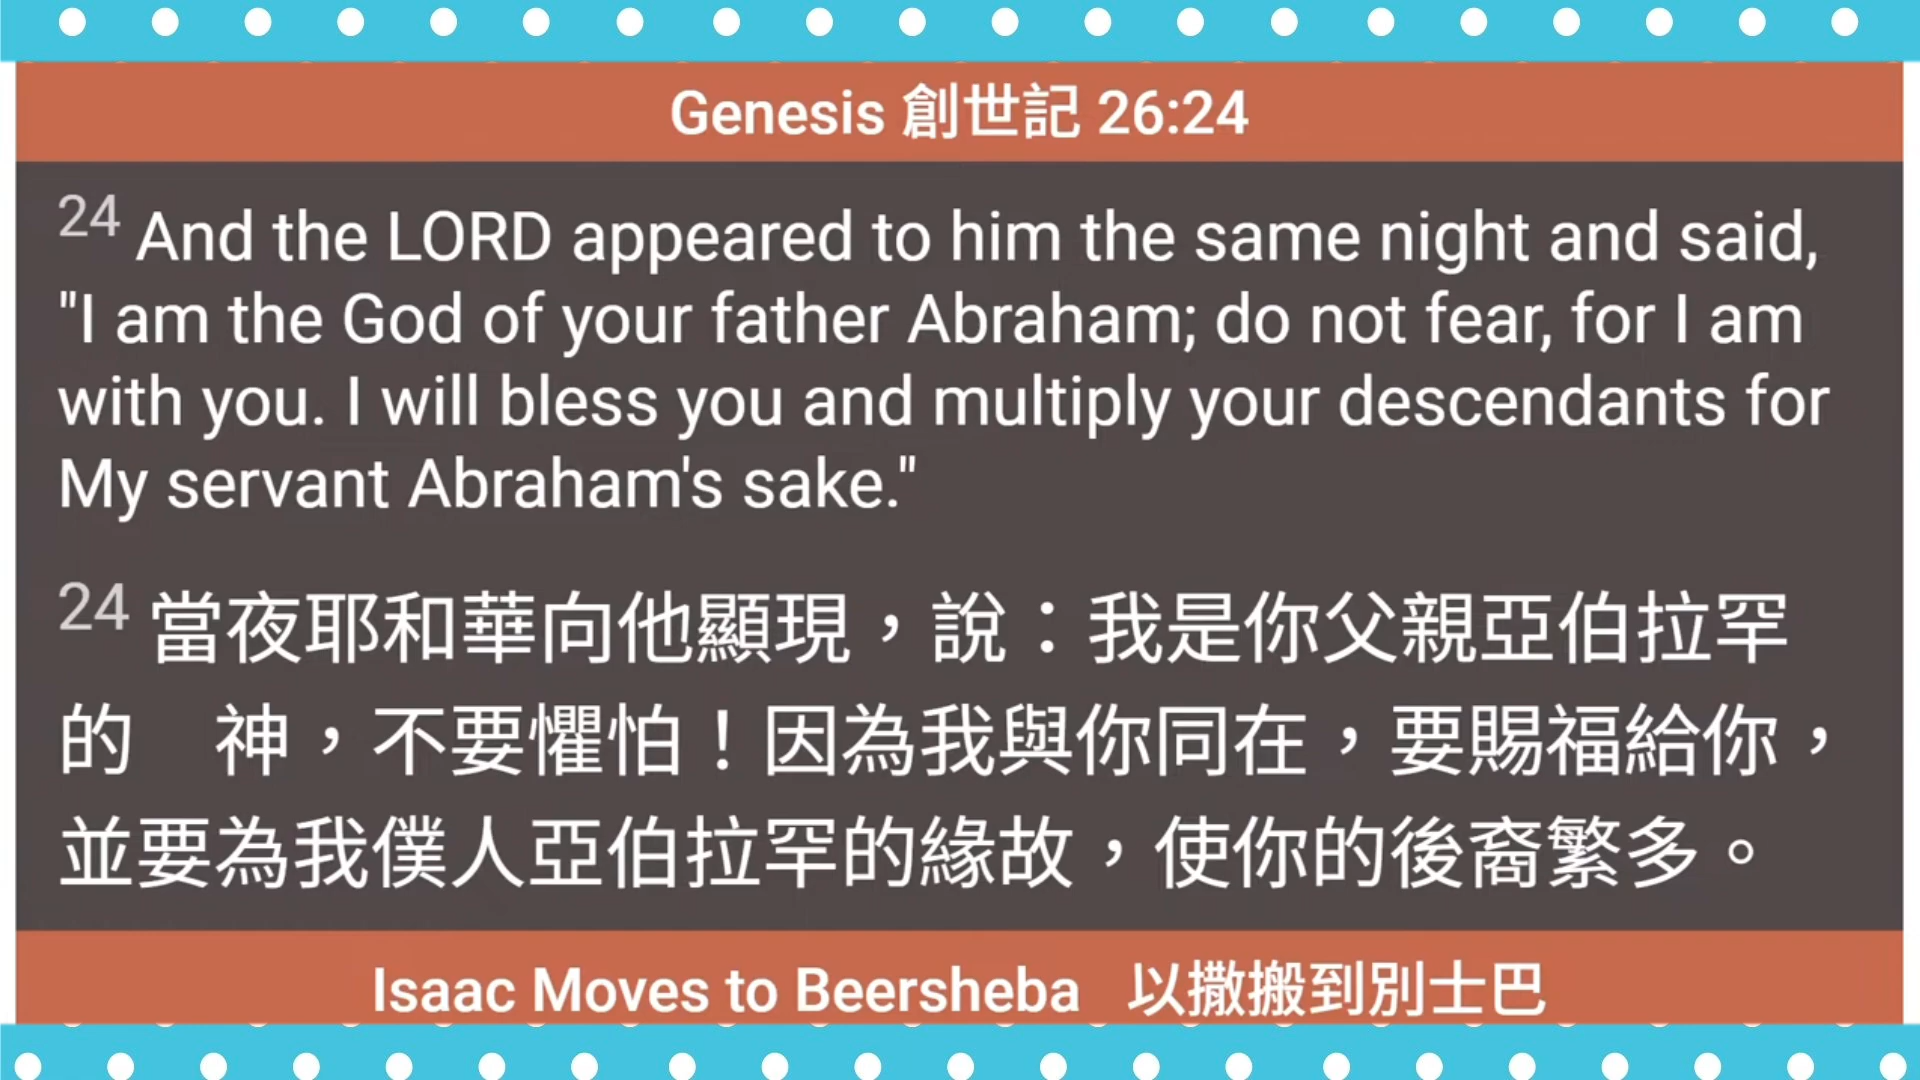 Genesis 創世記 26:24
24 And the LORD appeared to him the same night and said,
"I am the God of your father Abraham; do not fear, for I am
with you. I will bless you and multiply your descendants for
My servant Abraham's sake."
24 當夜耶和華向他顯現，說：我是你父親亞伯拉罕
的　神，不要懼怕！因為我與你同在，要賜福給你，
並要為我僕人亞伯拉罕的緣故，使你的後裔繁多。
Isaac Moves to Beersheba 以撒搬到別士巴